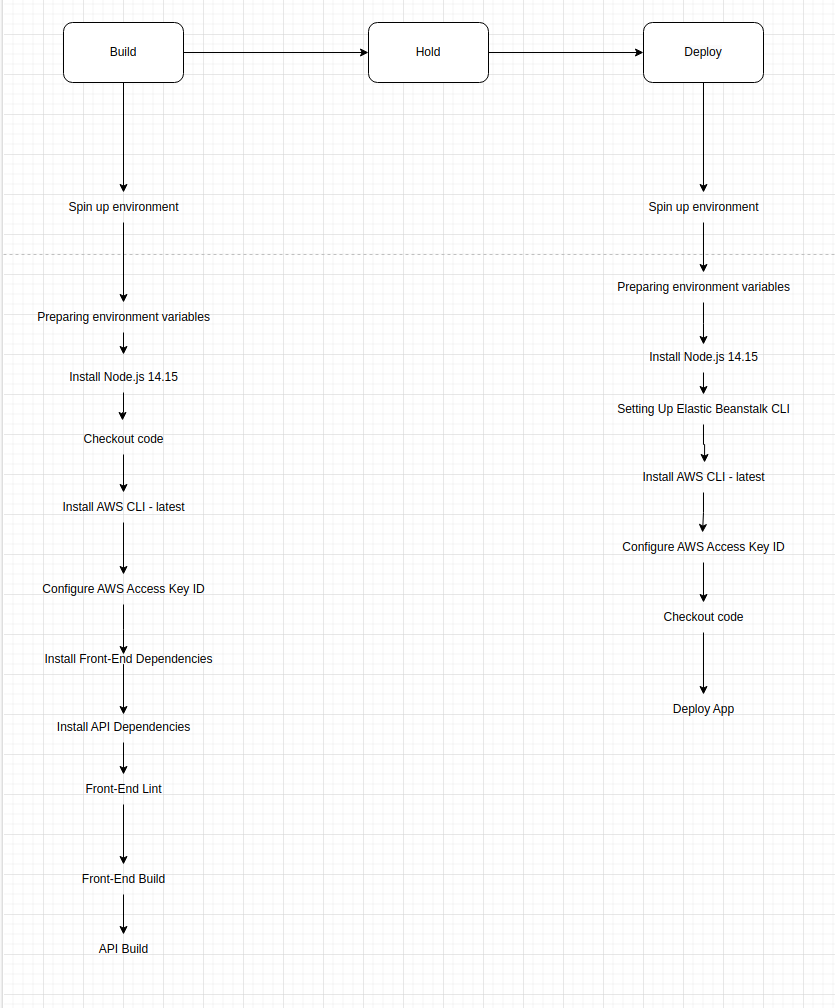 Build
Hold
Deploy
Spin up environment
Preparing environment variables
Install Node.js 14.15
Checkout code
Install AWS CLI - latest
Configure AWS Access Key ID
Install Front-End Dependencies
Install API Dependencies
Front-End Lint
Front-End Build
API Build
Spin up environment
Preparing environment variables
Install Node.js 14.15
Setting Up Elastic Beanstalk CLI
Install AWS CLI - latest
Configure AWS Access Key ID
Checkout code
Deploy App